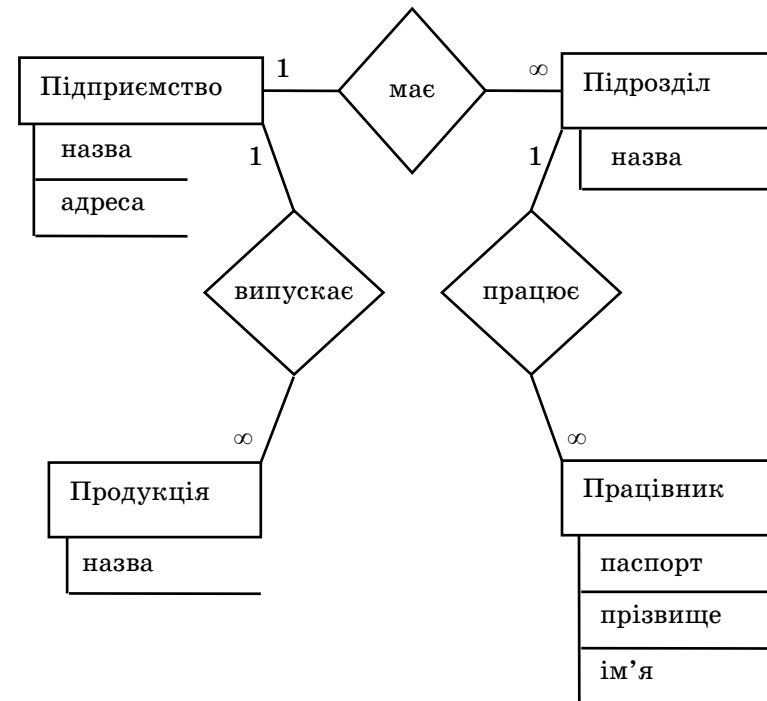 Підприємство
1
має
∞
Підрозділ
назва
адреса
1
1
назва
випускає
працює
∞
∞
Продукція
Працівник
назва
паспорт
прізвище
ім’я